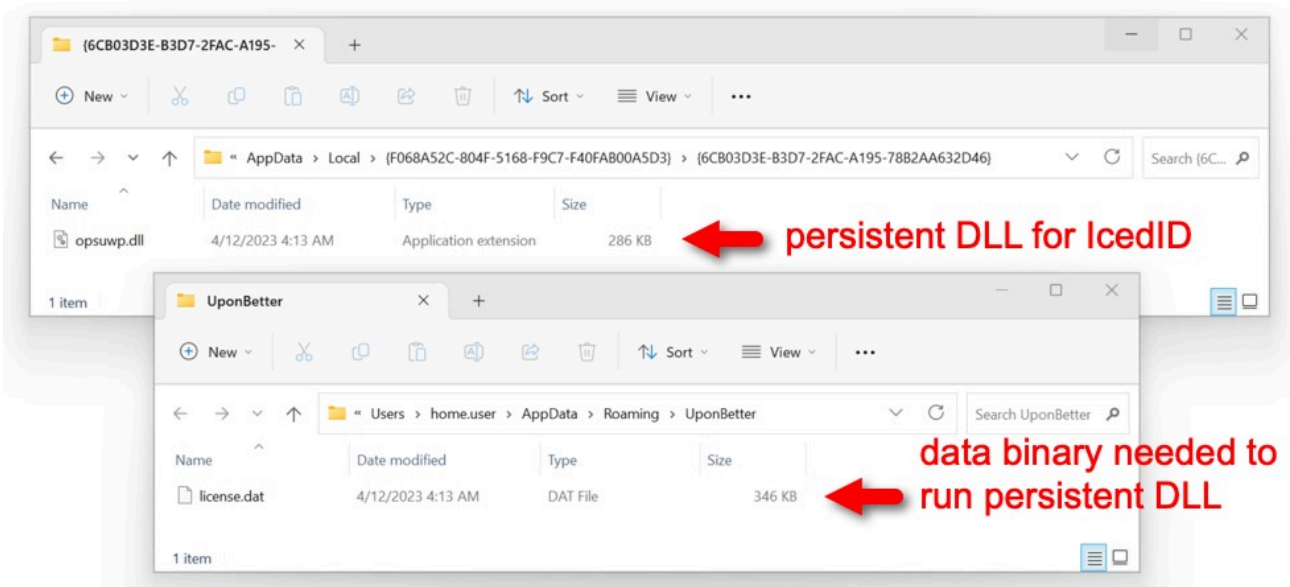 {6CB03D3E-B3D7-2FAC-A195-
New
Sort
View
« AppData > Local > {F068A52C-804F-5168-F9C7-F40FAB00A5D3} > {6CB03D3E-B3D7-2FAC-A195-78B2AA632D46}
Search {6C...
Name Date modified Type Size
opsuwp.dll 4/12/2023 4:13 AM Application extension 286 KB
persistent DLL for IcedID
1 item
UponBetter
New
Sort
View
« Users > home.user > AppData > Roaming > UponBetter
Search UponBetter
Name Date modified Type Size
license.dat 4/12/2023 4:13 AM DAT File 346 KB
data binary needed to
run persistent DLL
1 item